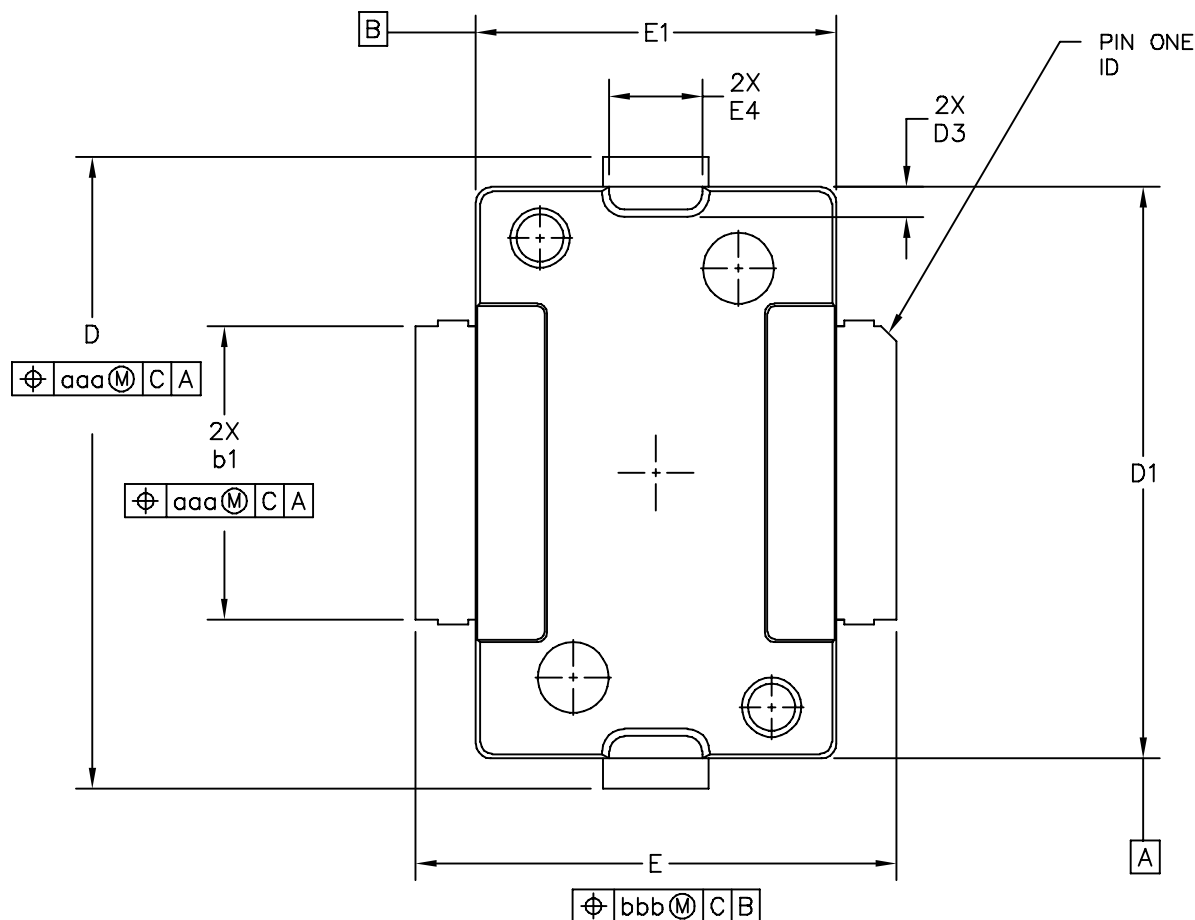 B
E1
PIN ONE
ID
2X
E4
2X
D3
D
⌖ aaa Ⓜ C A
2X
b1
⌖ aaa Ⓜ C A
D1
E
A
⌖ bbb Ⓜ C B